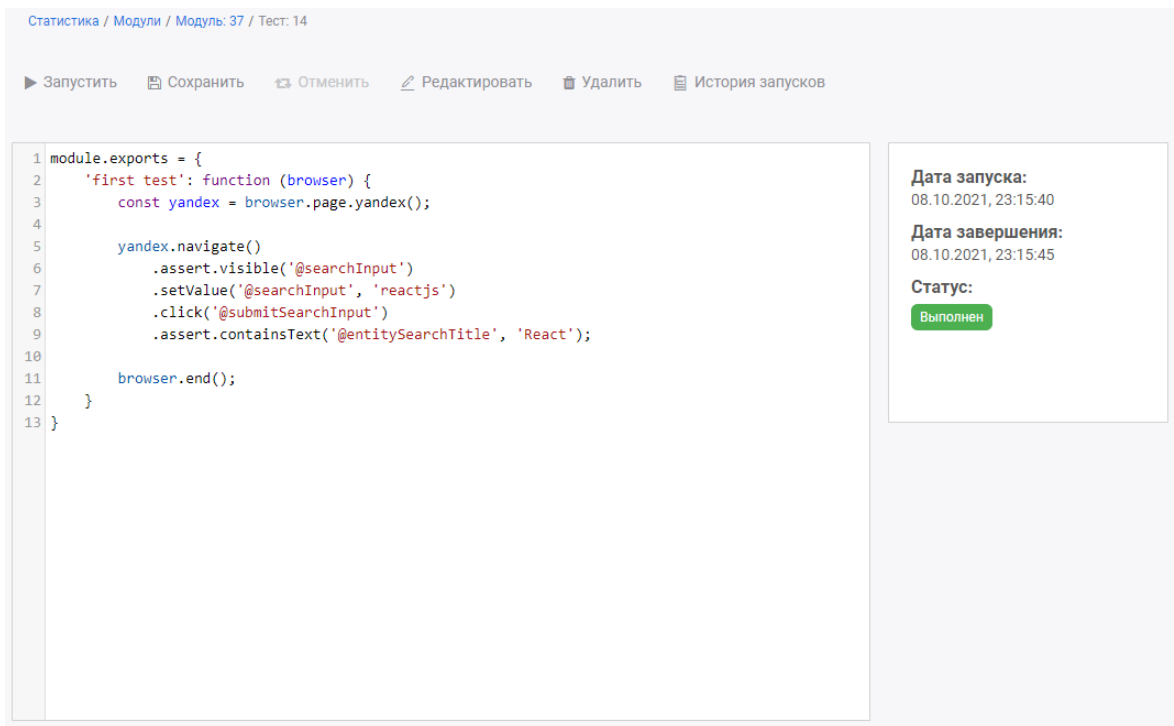 Статистика / Модули / Модуль: 37 / Тест: 14
Запустить Сохранить Отменить Редактировать Удалить История запусков
1 module.exports = {
2     'first test': function (browser) {
3         const yandex = browser.page.yandex();
4
5         yandex.navigate()
6             .assert.visible('@searchInput')
7             .setValue('@searchInput', 'reactjs')
8             .click('@submitSearchInput')
9             .assert.containsText('@entitySearchTitle', 'React');
10
11         browser.end();
12     }
13 }
Дата запуска:
08.10.2021, 23:15:40
Дата завершения:
08.10.2021, 23:15:45
Статус:
Выполнен